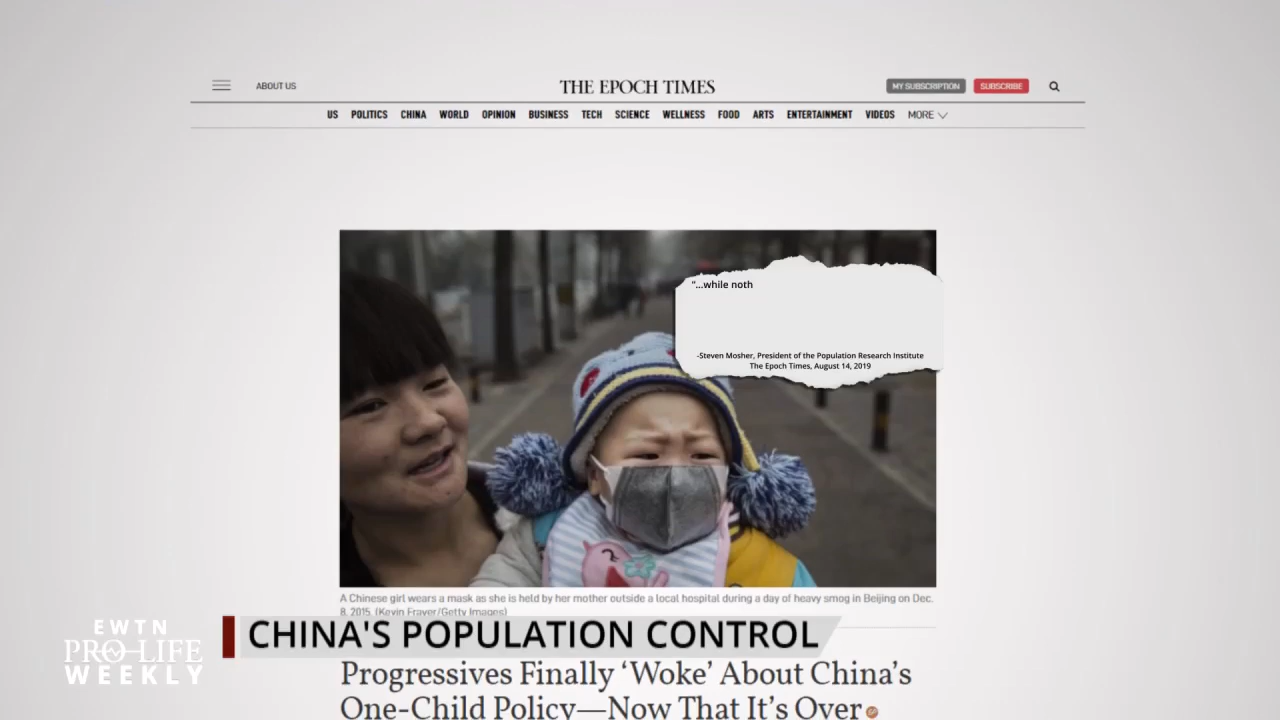 ABOUT US
THE EPOCH TIMES
MY SUBSCRIPTION
SUBSCRIBE
US POLITICS CHINA WORLD OPINION BUSINESS TECH SCIENCE WELLNESS FOOD ARTS ENTERTAINMENT VIDEOS MORE
"...while noth
-Steven Mosher, President of the Population Research Institute
The Epoch Times, August 14, 2019
A Chinese girl wears a mask as she is held by her mother outside a local hospital during a day of heavy smog in Beijing on Dec.
8, 2015. (Kevin Frayer/Getty Images)
EWTN
PRO-LIFE
WEEKLY
CHINA'S POPULATION CONTROL
Progressives Finally ‘Woke’ About China’s
One-Child Policy—Now That It’s Over